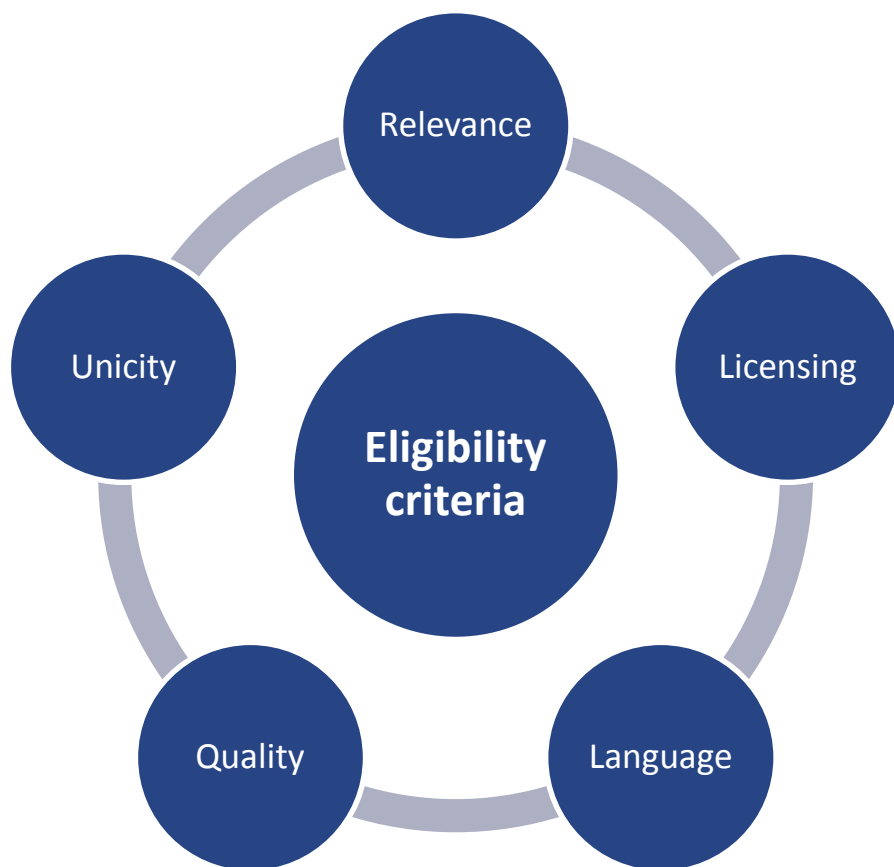 Relevance
Unicity
Licensing
Eligibility
criteria
Quality
Language